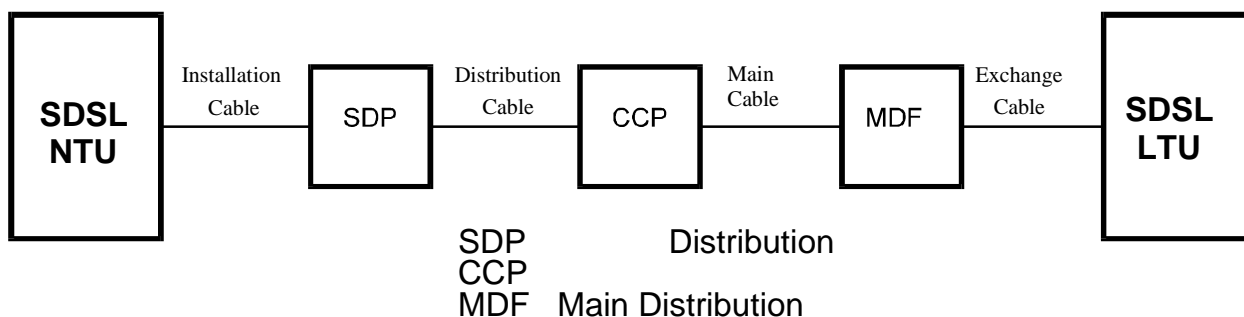 SDSL
NTU
Installation
Cable
SDP
Distribution
Cable
CCP
Main
Cable
MDF
Exchange
Cable
SDSL
LTU
SDP Distribution
CCP
MDF Main Distribution